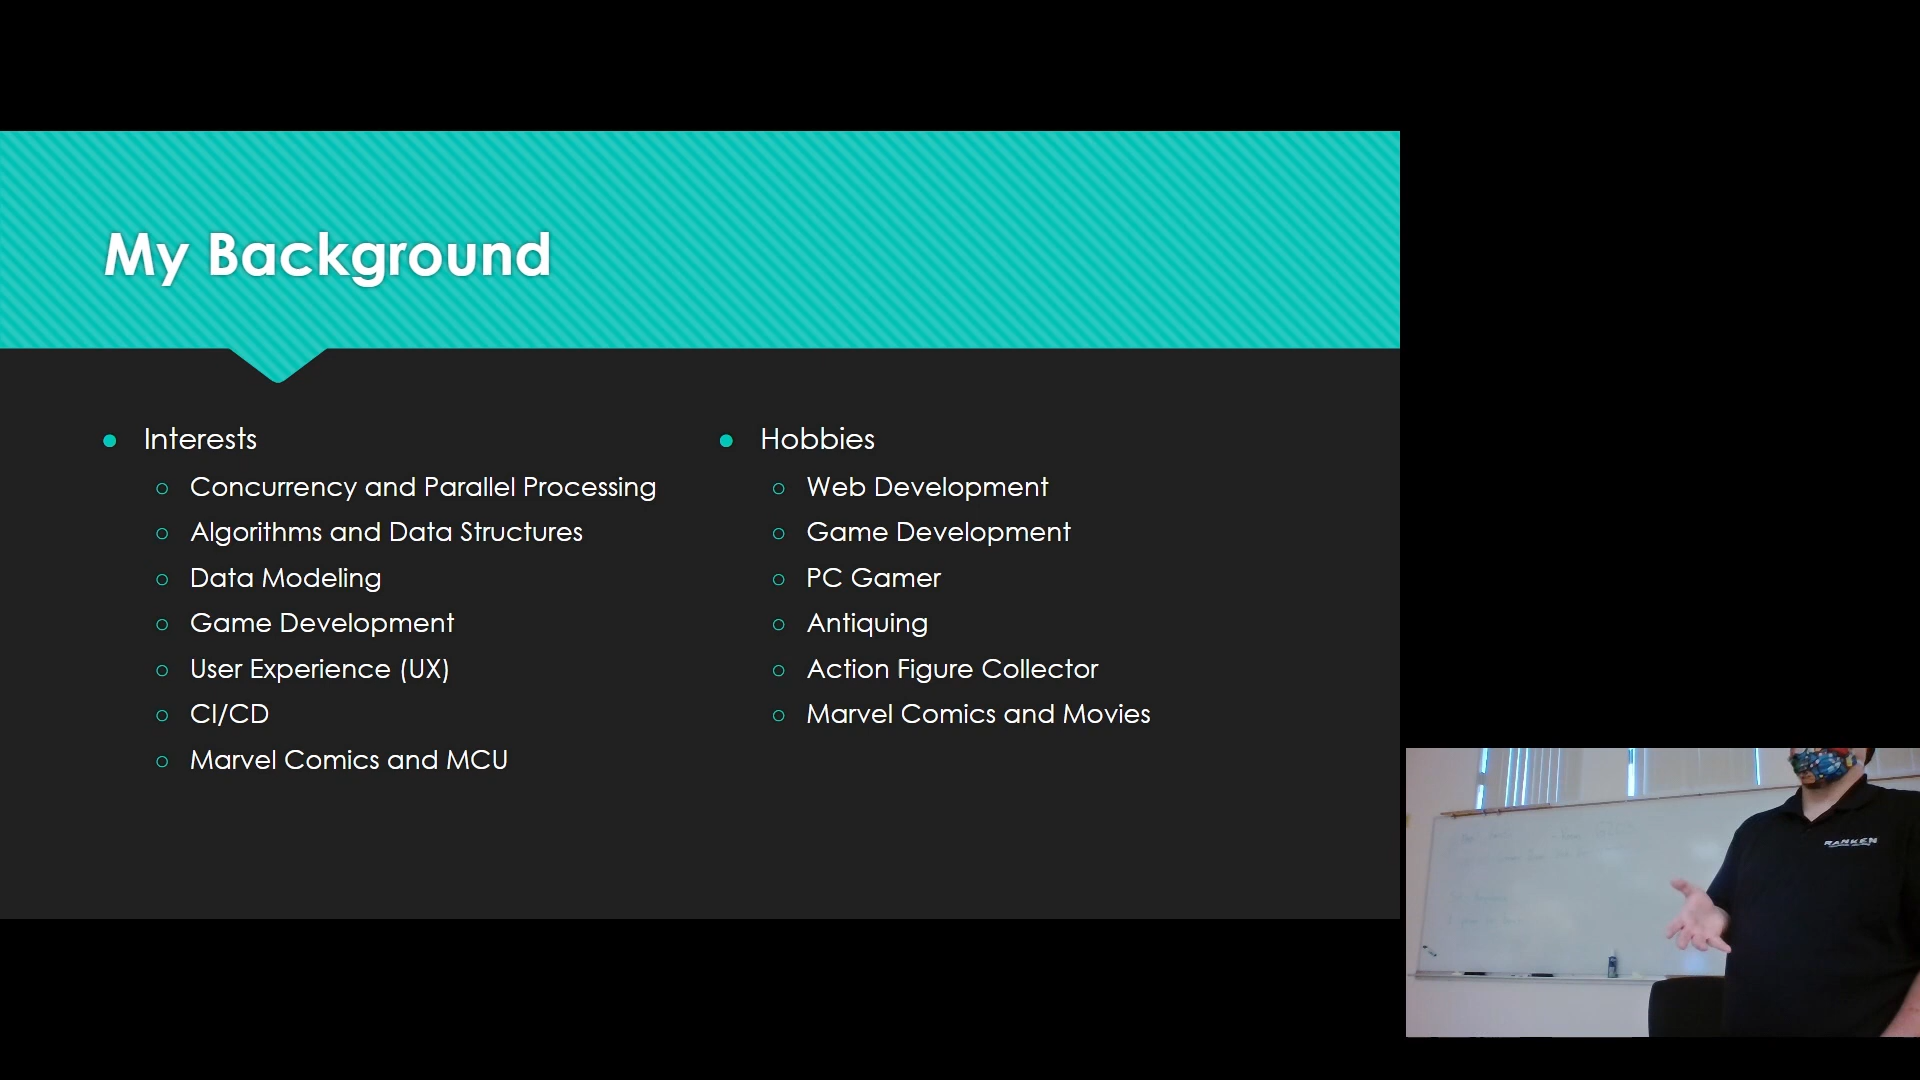 My Background
Interests
Concurrency and Parallel Processing
Algorithms and Data Structures
Data Modeling
Game Development
User Experience (UX)
CI/CD
Marvel Comics and MCU
Hobbies
Web Development
Game Development
PC Gamer
Antiquing
Action Figure Collector
Marvel Comics and Movies
RANKEN